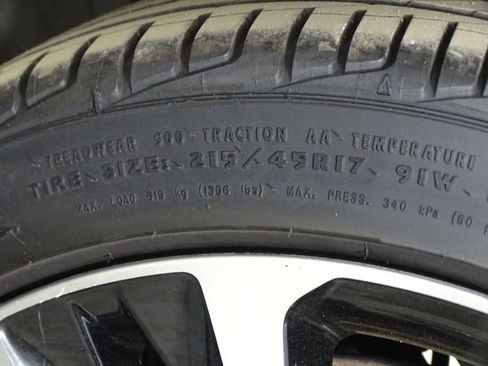 TREADWEAR 500 TRACTION AA TEMPERATURE
TIRE SIZE: 215/45R17 91W
MAX. LOAD 615 kg (1356 lbs) MAX. PRESS. 340 kPa (50